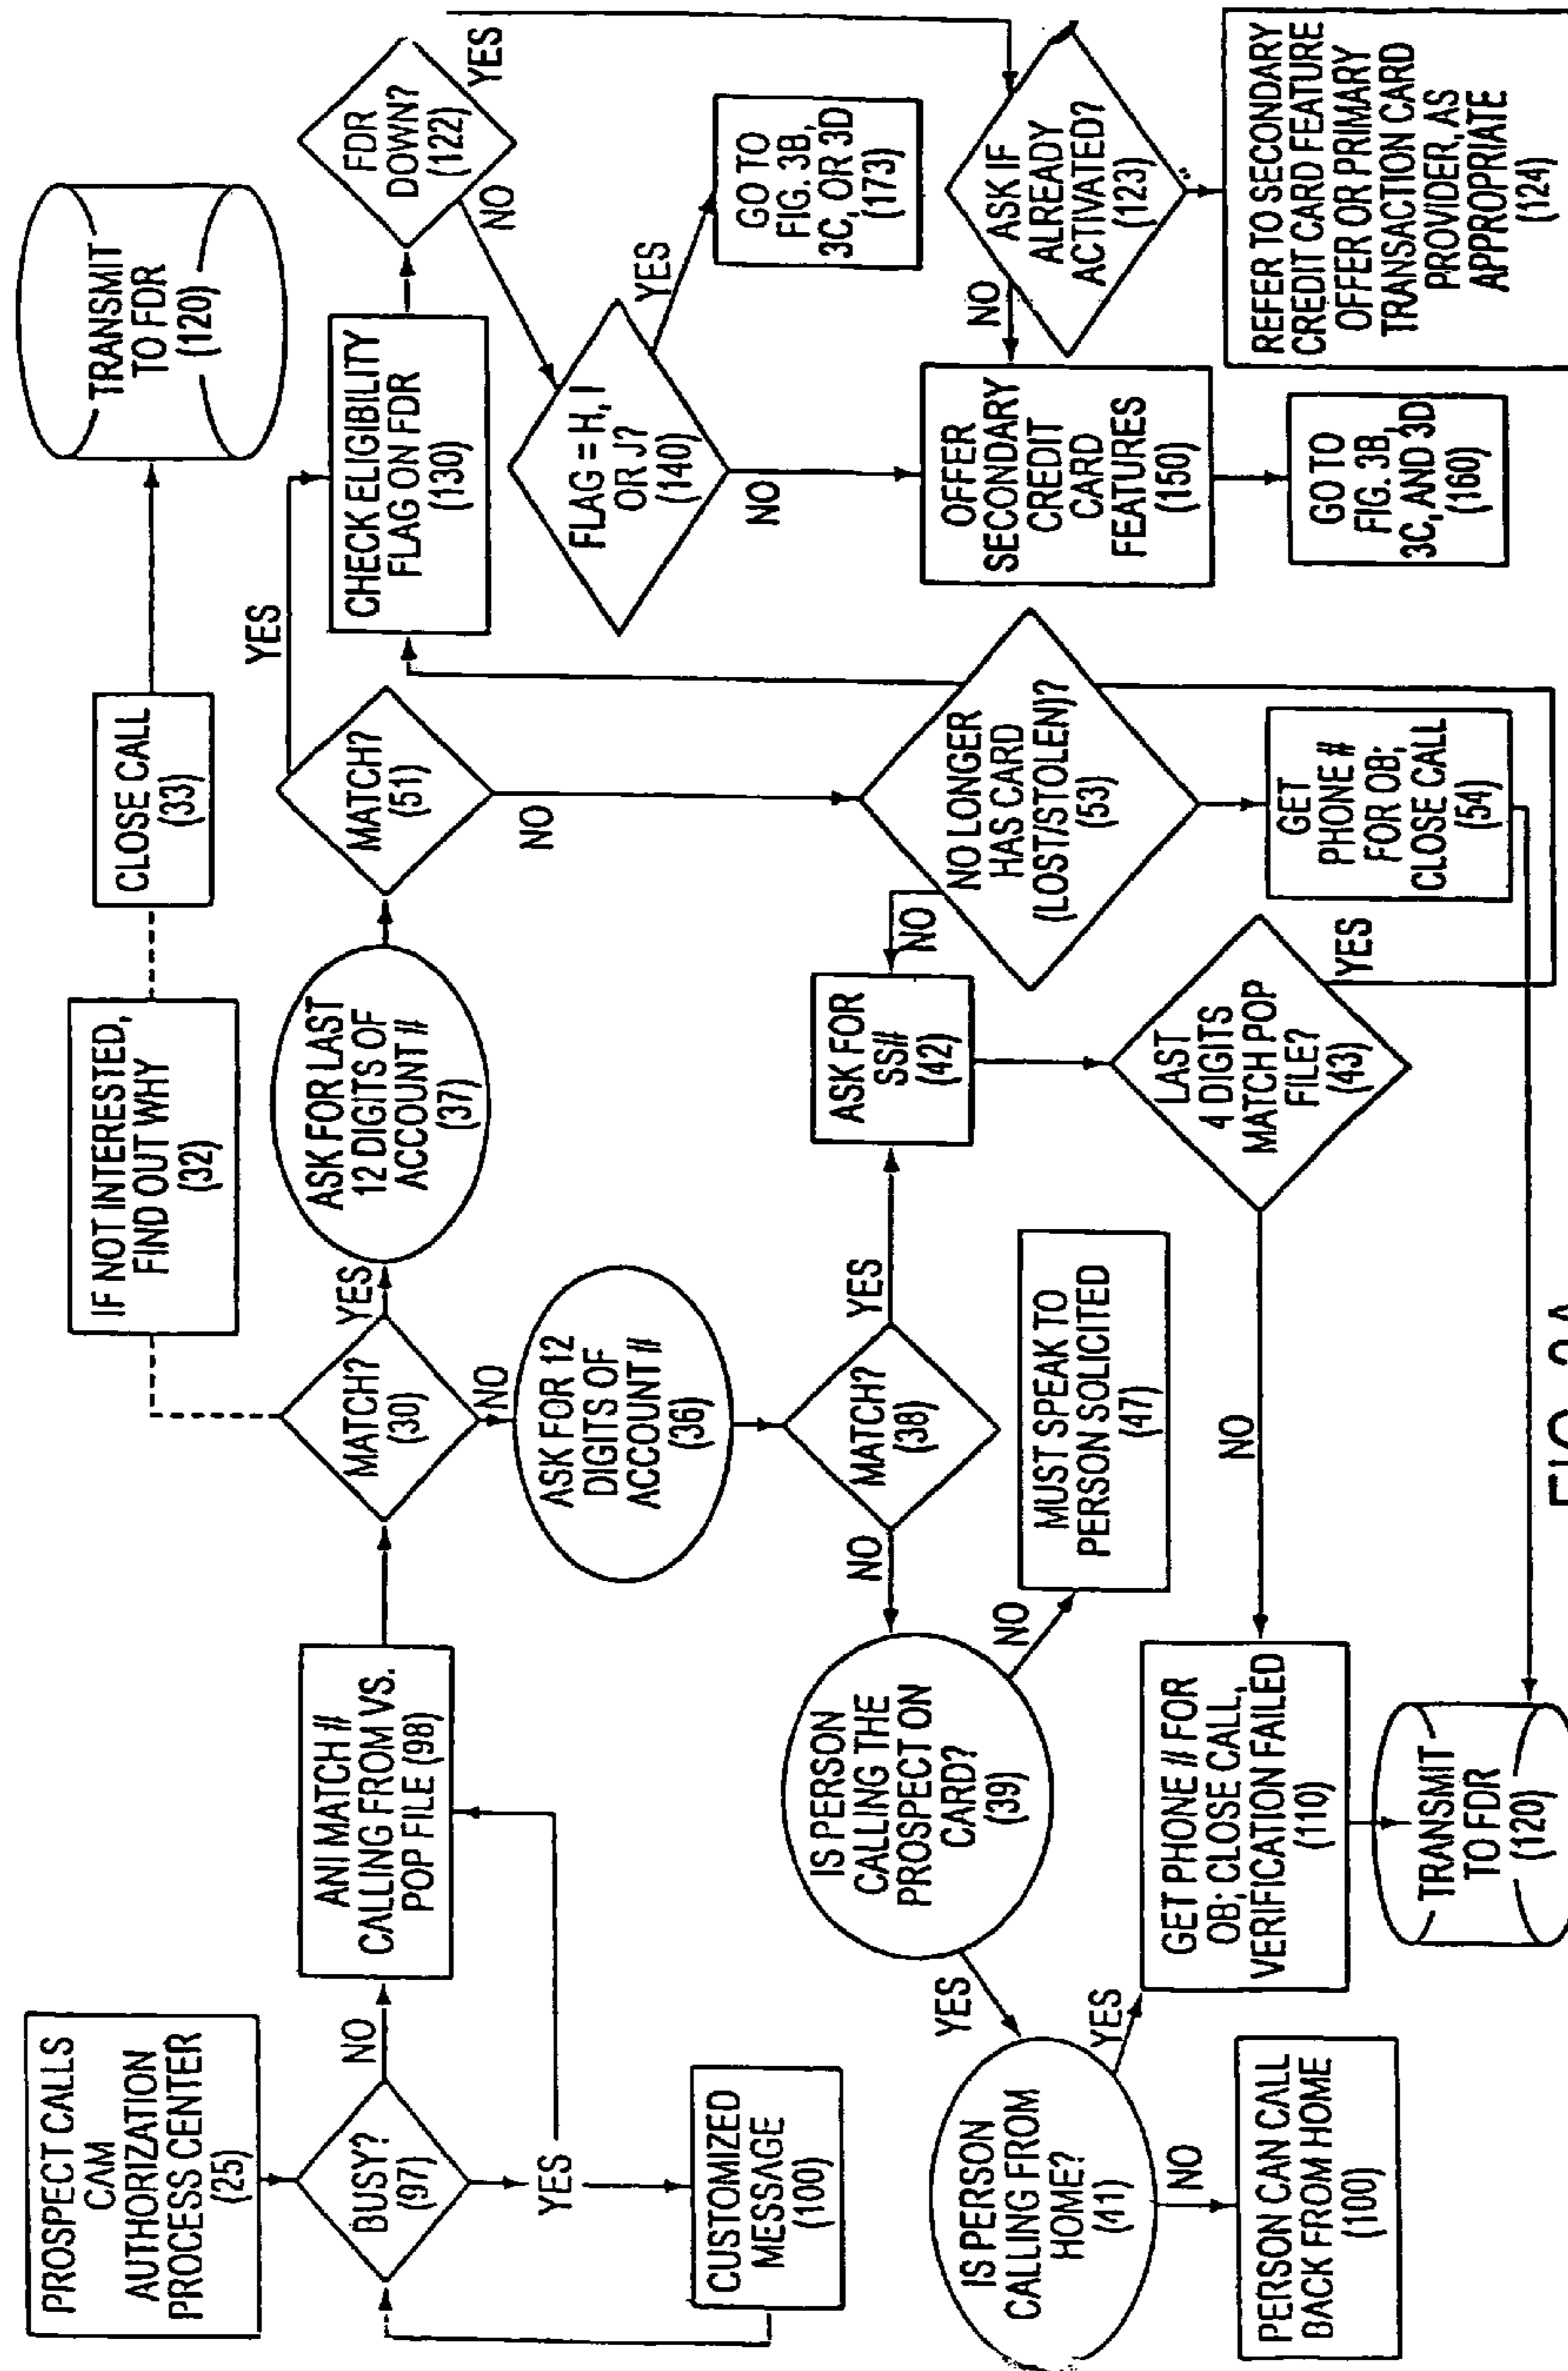 PROSPECT CALLS
CAM
AUTHORIZATION
PROCESS CENTER
(25)
BUSY?
(97)
NO
YES
CUSTOMIZED
MESSAGE
(100)
ANI MATCH #
CALLING FROM VS.
POP FILE (98)
MATCH?
(30)
YES
NO
IF NOT INTERESTED,
FIND OUT WHY
(32)
CLOSE CALL
(33)
TRANSMIT
TO FDR
(120)
ASK FOR LAST
12 DIGITS OF
ACCOUNT #
(37)
MATCH?
(51)
YES
NO
CHECK ELIGIBILITY
FLAG ON FDR
(130)
FDR
DOWN?
(122)
YES
NO
FLAG = H, I
OR J?
(140)
YES
NO
GO TO
FIG. 3B,
3C, OR 3D
(173)
ASK FOR 12
DIGITS OF
ACCOUNT #
(36)
MATCH?
(38)
YES
NO
ASK FOR
SS#
(42)
NO
NO LONGER
HAS CARD
(LOST/STOLEN)?
(53)
OFFER
SECONDARY
CREDIT
CARD
FEATURES
(150)
NO
ASK IF
ALREADY
ACTIVATED?
(123)
IS PERSON
CALLING THE
PROSPECT ON
CARD?
(39)
NO
YES
MUST SPEAK TO
PERSON SOLICITED
(47)
LAST
4 DIGITS
MATCH POP
FILE?
(43)
YES
NO
GET
PHONE #
FOR OB;
CLOSE CALL
(54)
GO TO
FIG. 3B,
3C, AND 3D
(160)
REFER TO SECONDARY
CREDIT CARD FEATURE
OFFER OR PRIMARY
TRANSACTION CARD
PROVIDER, AS
APPROPRIATE
(124)
IS PERSON
CALLING FROM
HOME?
(41)
YES
NO
PERSON CAN CALL
BACK FROM HOME
(100)
GET PHONE # FOR
OB; CLOSE CALL,
VERIFICATION FAILED
(110)
TRANSMIT
TO FDR
(120)